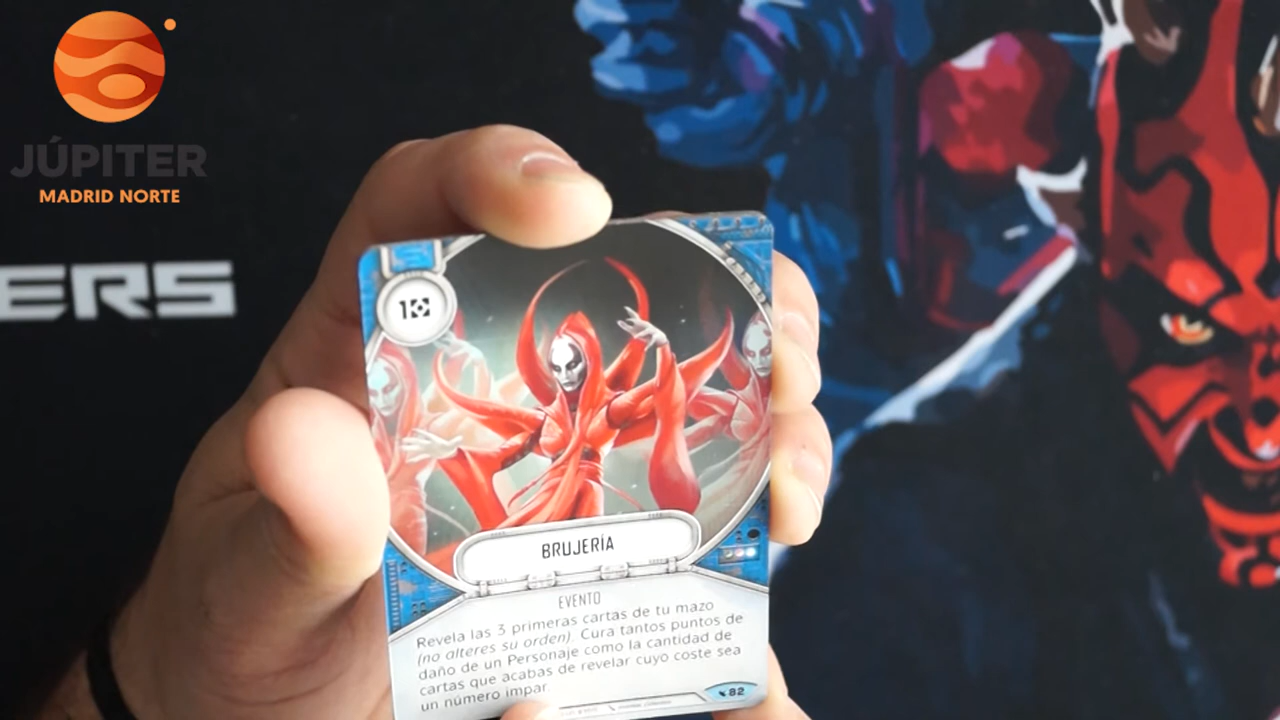 JÚPITER
MADRID NORTE
ERS
1
BRUJERÍA
EVENTO
Revela las 3 primeras cartas de tu mazo
(no alteres su orden). Cura tantos puntos de
daño de un Personaje como la cantidad de
cartas que acabas de revelar cuyo coste sea
un número impar.
82